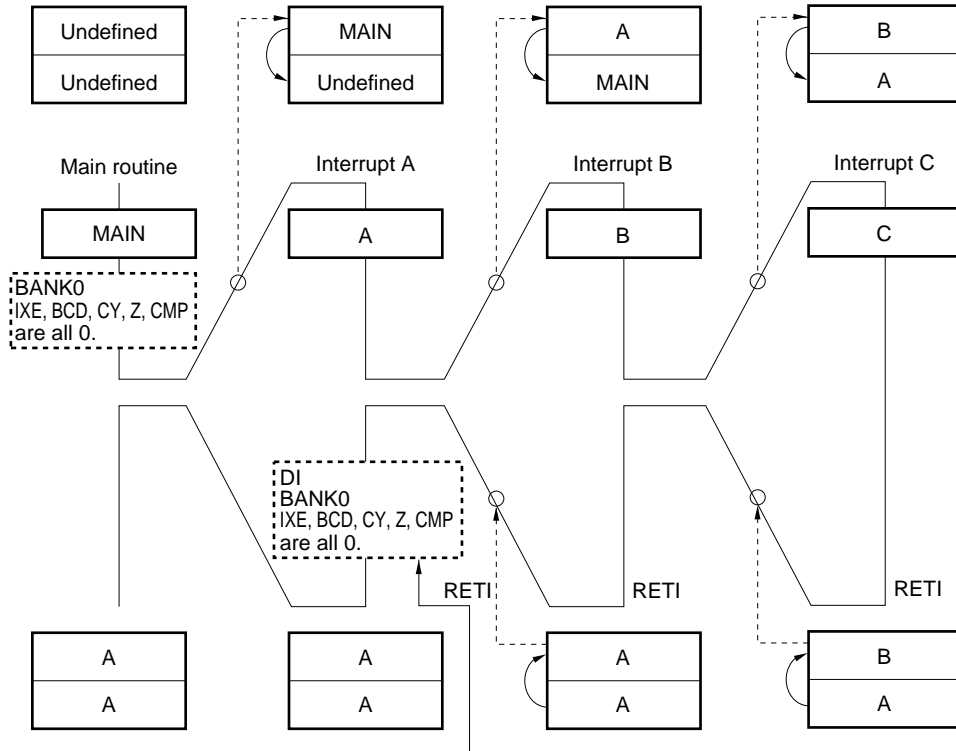 Undefined
Undefined
MAIN
Undefined
A
MAIN
B
A
Main routine
Interrupt A
Interrupt B
Interrupt C
MAIN
A
B
C
BANK0
IXE, BCD, CY, Z, CMP
are all 0.
DI
BANK0
IXE, BCD, CY, Z, CMP
are all 0.
RETI
RETI
RETI
A
A
A
A
A
A
B
A